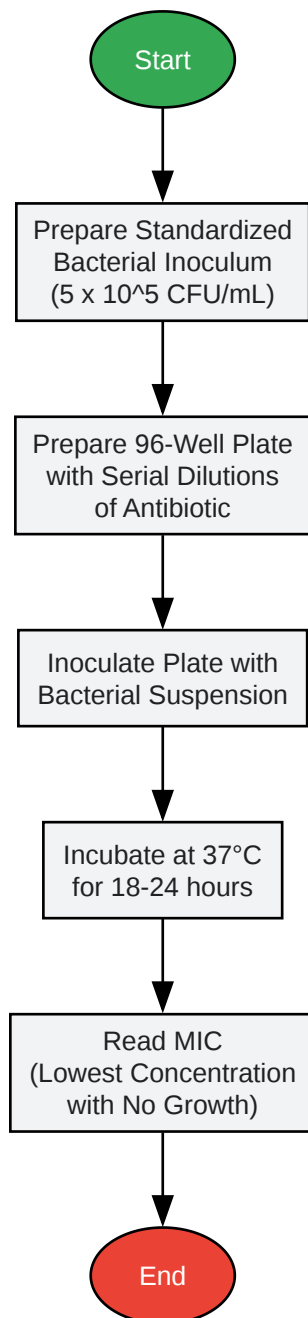 Start
Prepare Standardized
Bacterial Inoculum
(5 x 10^5 CFU/mL)
Prepare 96-Well Plate
with Serial Dilutions
of Antibiotic
Inoculate Plate with
Bacterial Suspension
Incubate at 37°C
for 18-24 hours
Read MIC
(Lowest Concentration
with No Growth)
End